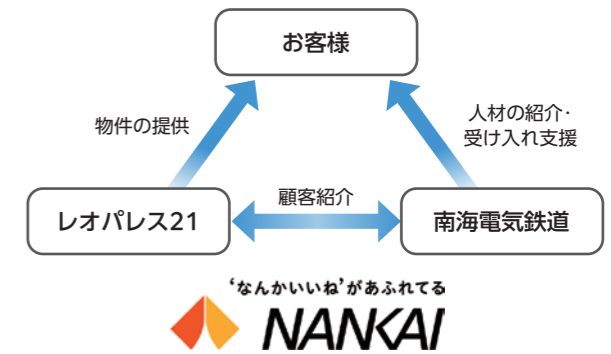 お客様
物件の提供
人材の紹介・
受け入れ支援
レオパレス21
顧客紹介
南海電気鉄道
‘なんかいいね’があふれてる
NANKAI